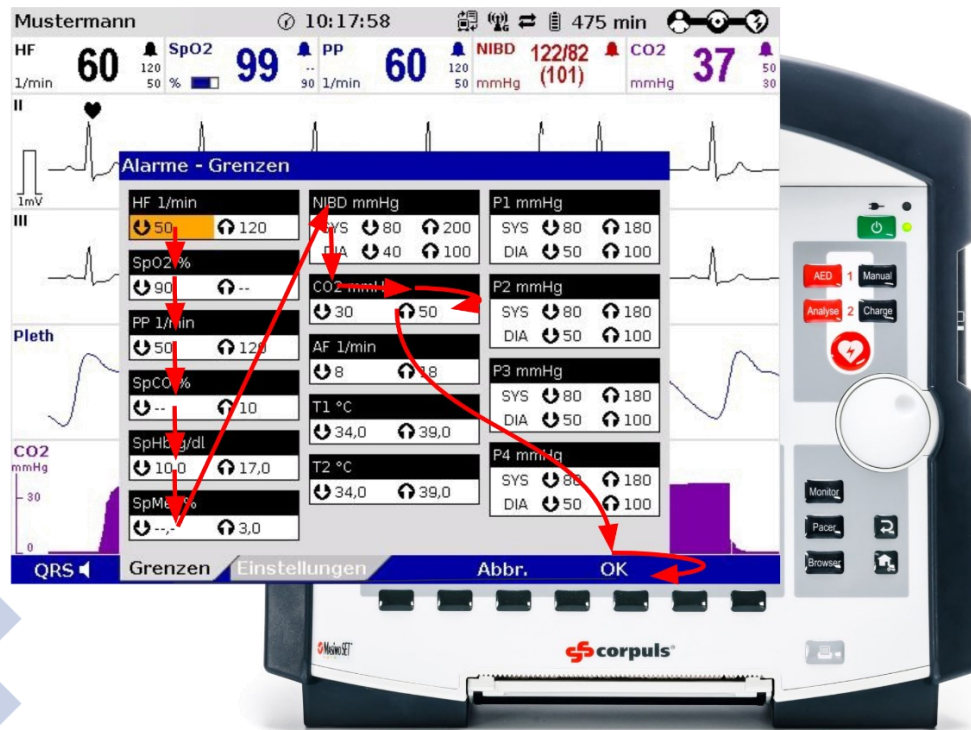 Mustermann 10:17:58 475 min
HF 60 120 50 1/min
SpO2 99 -- 90 %
PP 60 120 50 1/min
NIBD 122/82 (101) mmHg
CO2 37 50 30 mmHg
II
1mV
III
Pleth
CO2
mmHg
30
0
Alarme - Grenzen
HF 1/min
50 120
SpO2 %
90 --
PP 1/min
50 120
SpCO %
-- 10
SpHb g/dl
10,0 17,0
SpMet %
--,- 3,0
NIBD mmHg
SYS 80 200
DIA 40 100
CO2 mmHg
30 50
AF 1/min
8 18
T1 °C
34,0 39,0
T2 °C
34,0 39,0
P1 mmHg
SYS 80 180
DIA 50 100
P2 mmHg
SYS 80 180
DIA 50 100
P3 mmHg
SYS 80 180
DIA 50 100
P4 mmHg
SYS 80 180
DIA 50 100
QRS Grenzen Einstellungen Abbr. OK
AED 1 Manual
Analyse 2 Charge
Monitor
Pacer
Browser
Masimo SET
corpuls